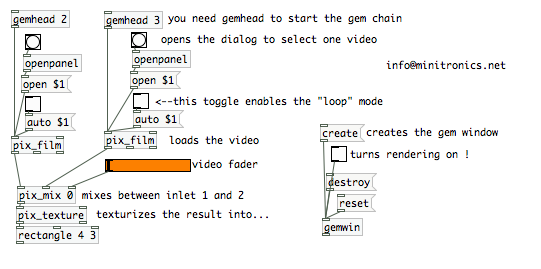 gemhead 2
gemhead 3
you need gemhead to start the gem chain
opens the dialog to select one video
openpanel
openpanel
info@minitronics.net
open $1
open $1
<--this toggle enables the "loop" mode
auto $1
auto $1
pix_film
pix_film
loads the video
create
creates the gem window
turns rendering on !
video fader
destroy
pix_mix 0
mixes between inlet 1 and 2
reset
pix_texture
texturizes the result into...
gemwin
rectangle 4 3